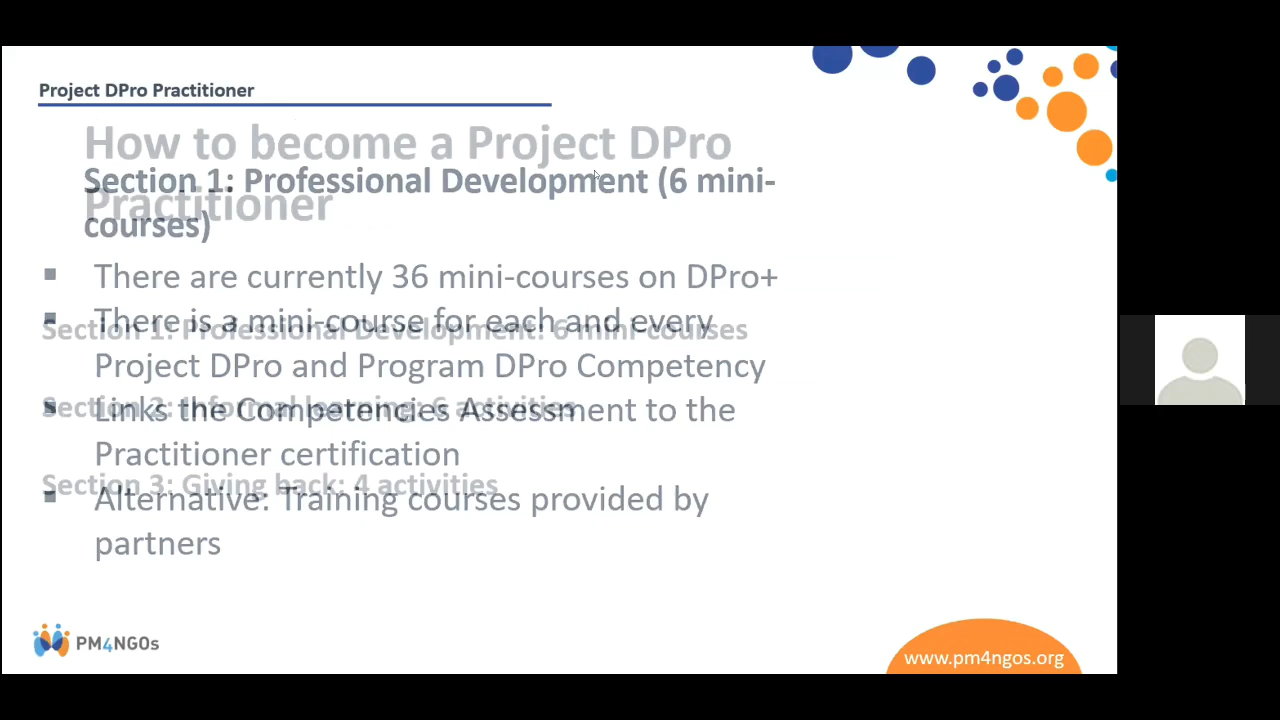 Project DPro Practitioner
How to become a Project DPro
Practitioner
Section 1: Professional Development (6 mini-
courses)
▪ There are currently 36 mini-courses on DPro+
▪ There is a mini-course for each and every
Project DPro and Program DPro Competency
Section 1: Professional Development: 6 mini-courses
▪ Links the Competencies Assessment to the
Practitioner certification
Section 2: Informal learning: 6 activities
▪ Alternative: Training courses provided by
partners
Section 3: Giving back: 4 activities
PM4NGOs
www.pm4ngos.org